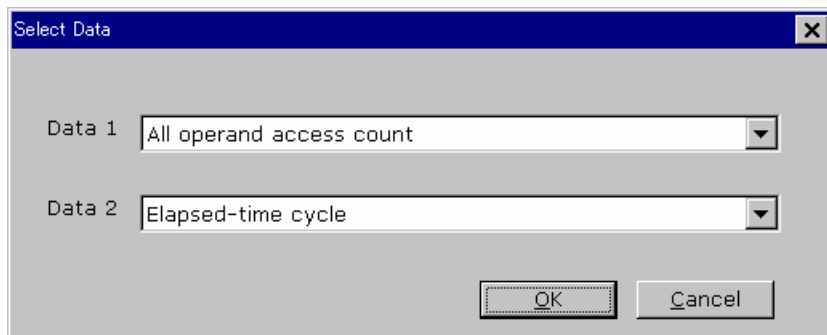 Select Data
Data 1 All operand access count
Data 2 Elapsed-time cycle
OK Cancel